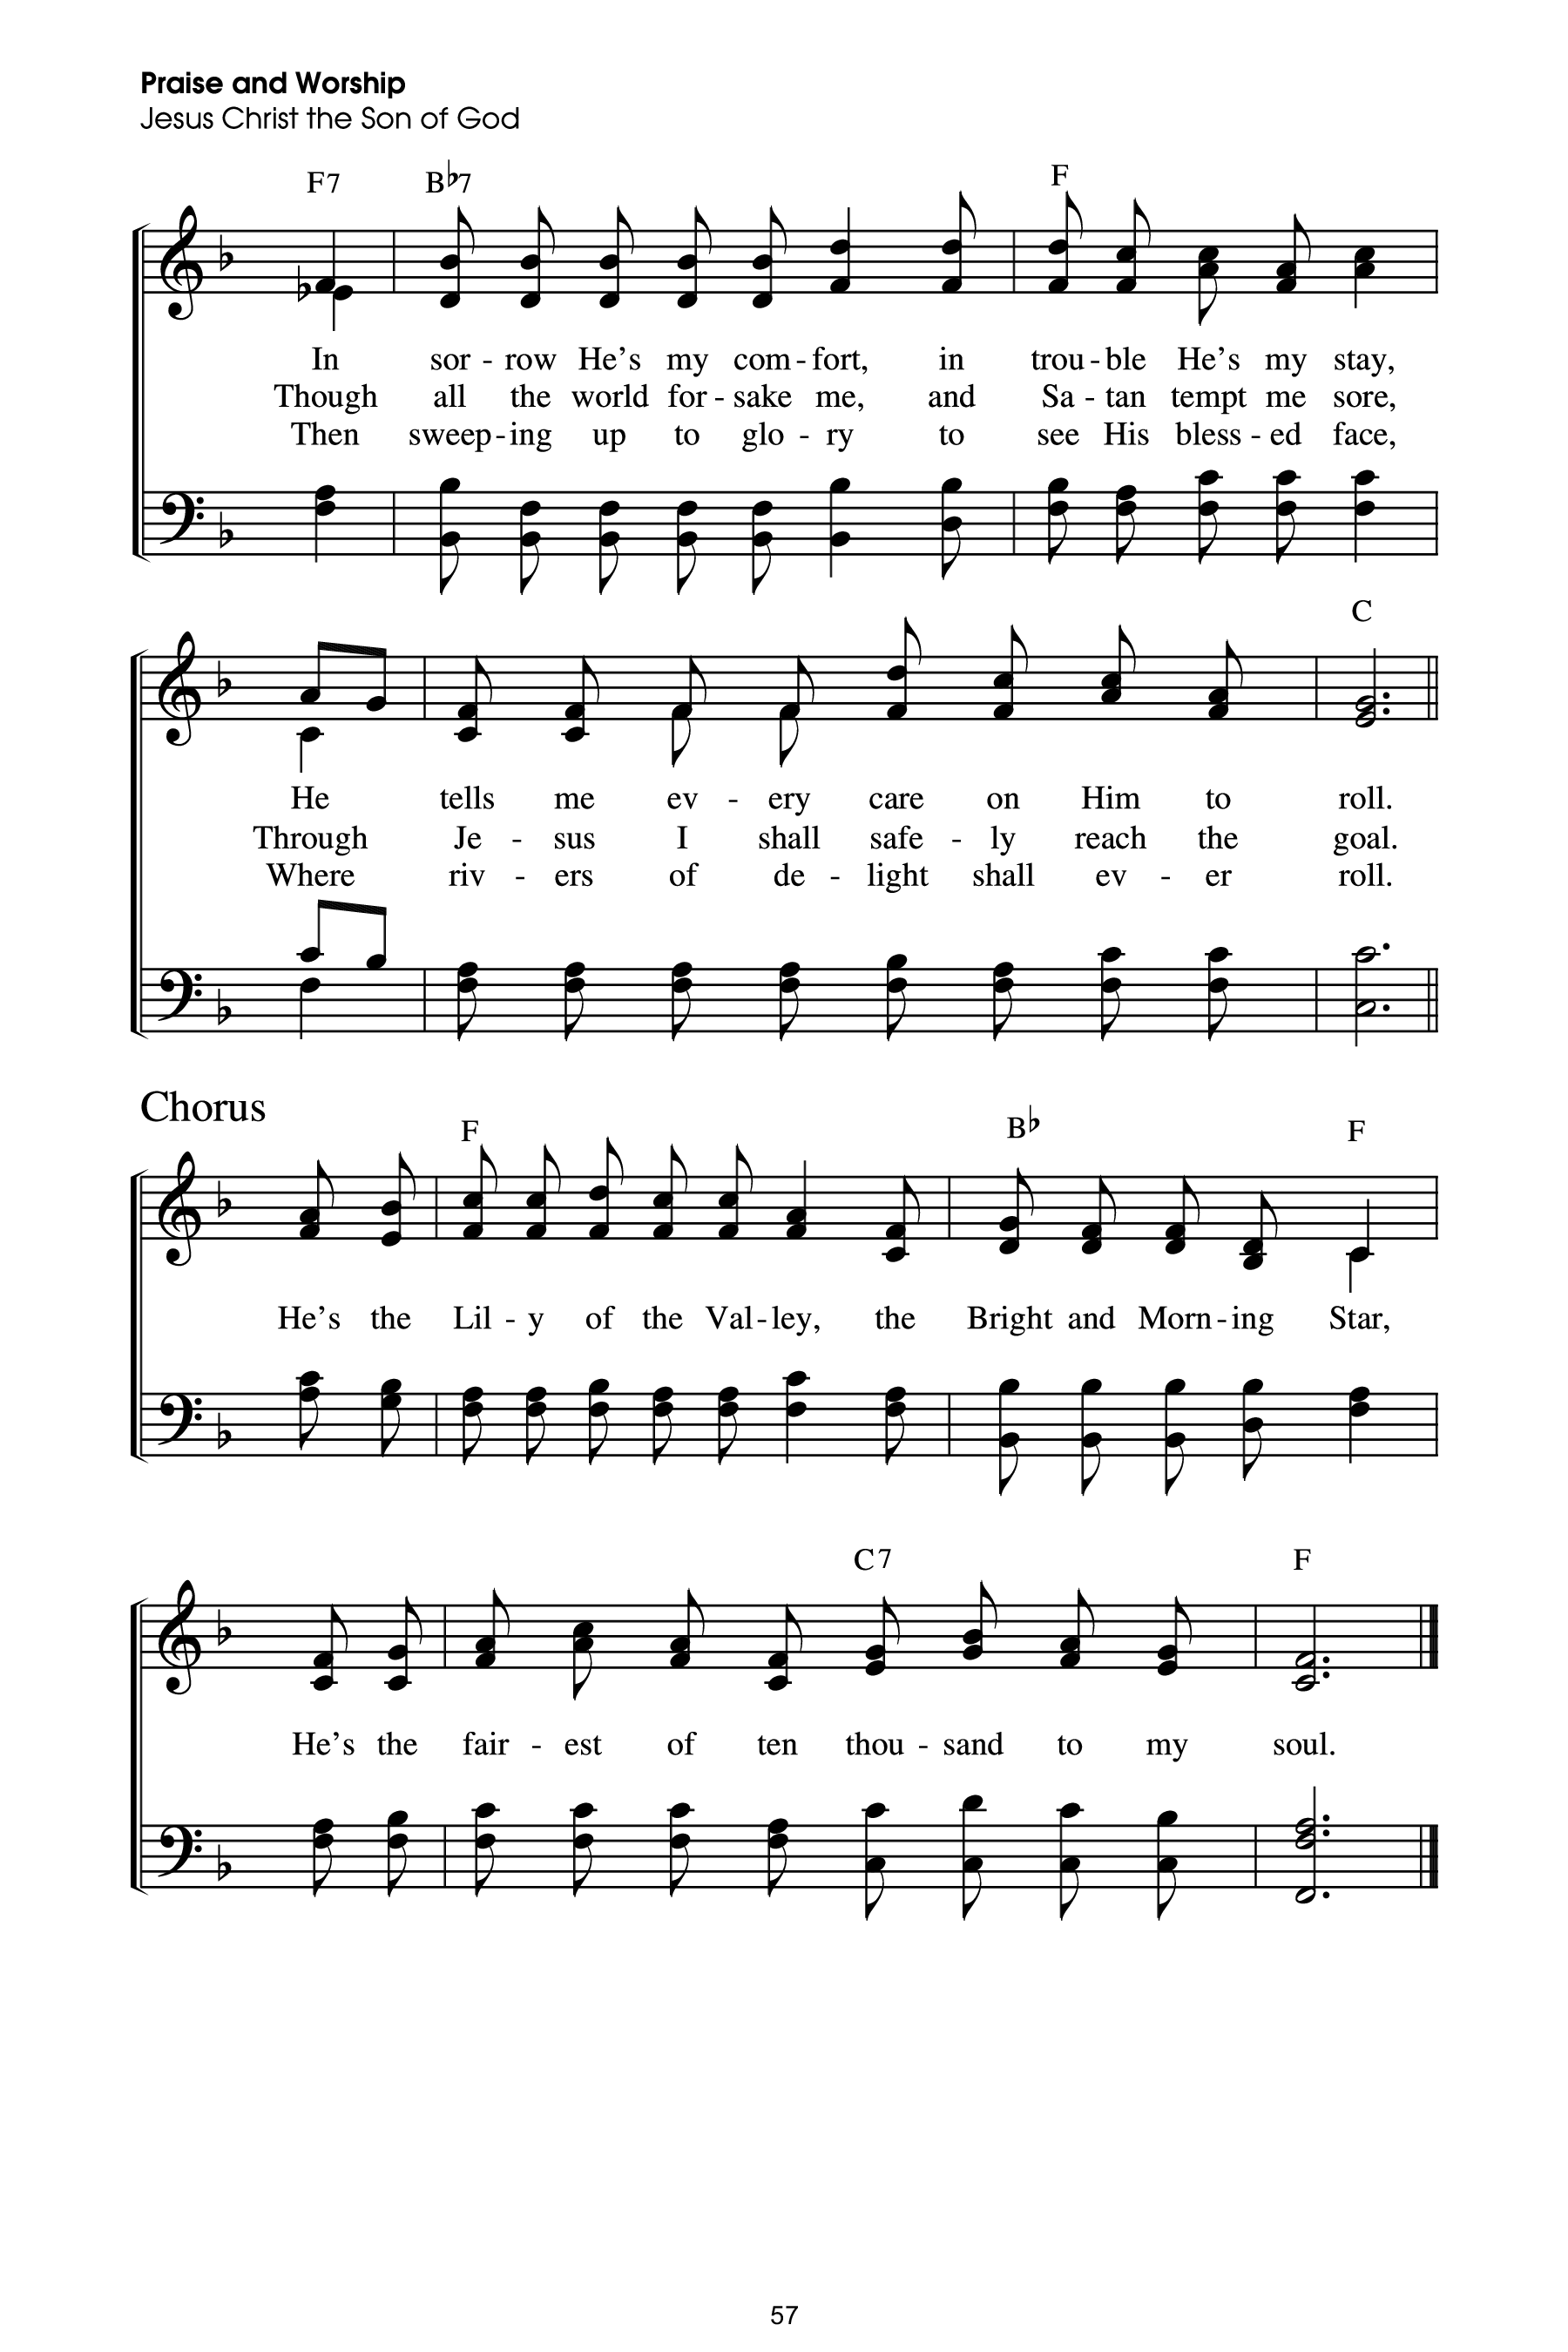 Praise and Worship
Jesus Christ the Son of God
F7 B♭7 F
In sor - row He's my com - fort, in trou - ble He's my stay,
Though all the world for - sake me, and Sa - tan tempt me sore,
Then sweep - ing up to glo - ry to see His bless - ed face,
C
He tells me ev - ery care on Him to roll.
Through Je - sus I shall safe - ly reach the goal.
Where riv - ers of de - light shall ev - er roll.
Chorus
F B♭ F
He's the Lil - y of the Val - ley, the Bright and Morn - ing Star,
C7 F
He's the fair - est of ten thou - sand to my soul.
57